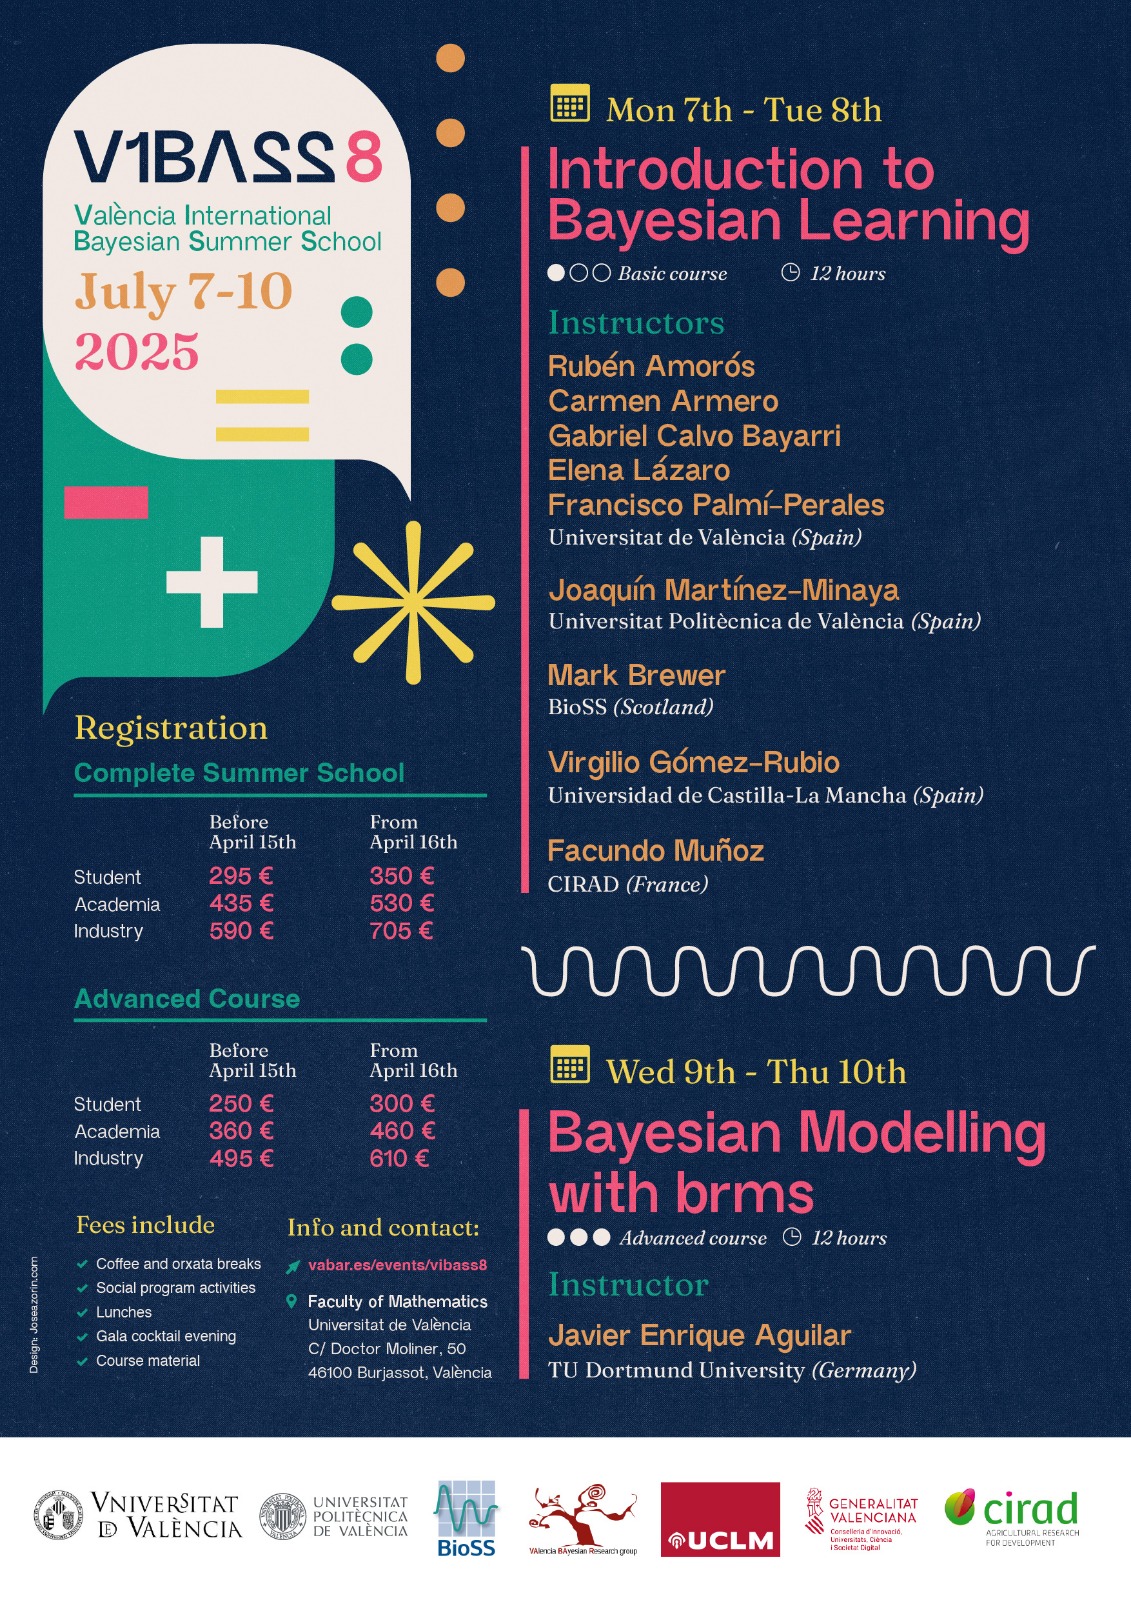 V1BASS8
València International
Bayesian Summer School
July 7-10
2025
Registration
Complete Summer School
Before
April 15th
From
April 16th
Student 295 € 350 €
Academia 435 € 530 €
Industry 590 € 705 €
Advanced Course
Before
April 15th
From
April 16th
Student 250 € 300 €
Academia 360 € 460 €
Industry 495 € 610 €
Fees include
Coffee and orxata breaks
Social program activities
Lunches
Gala cocktail evening
Course material
Info and contact:
vabar.es/events/vibass8
Faculty of Mathematics
Universitat de València
C/ Doctor Moliner, 50
46100 Burjassot, València
Design: Joseazorin.com
Mon 7th - Tue 8th
Introduction to
Bayesian Learning
Basic course 12 hours
Instructors
Rubén Amorós
Carmen Armero
Gabriel Calvo Bayarri
Elena Lázaro
Francisco Palmí-Perales
Universitat de València (Spain)
Joaquín Martínez-Minaya
Universitat Politècnica de València (Spain)
Mark Brewer
BioSS (Scotland)
Virgilio Gómez-Rubio
Universidad de Castilla-La Mancha (Spain)
Facundo Muñoz
CIRAD (France)
Wed 9th - Thu 10th
Bayesian Modelling
with brms
Advanced course 12 hours
Instructor
Javier Enrique Aguilar
TU Dortmund University (Germany)
VNIVERSITAT
DE VALÈNCIA
UNIVERSITAT
POLITÈCNICA
DE VALÈNCIA
BioSS
VAlencia BAyesian Research group
UCLM
GENERALITAT
VALENCIANA
Conselleria d'Innovació,
Universitats, Ciència
i Societat Digital
cirad
AGRICULTURAL RESEARCH
FOR DEVELOPMENT